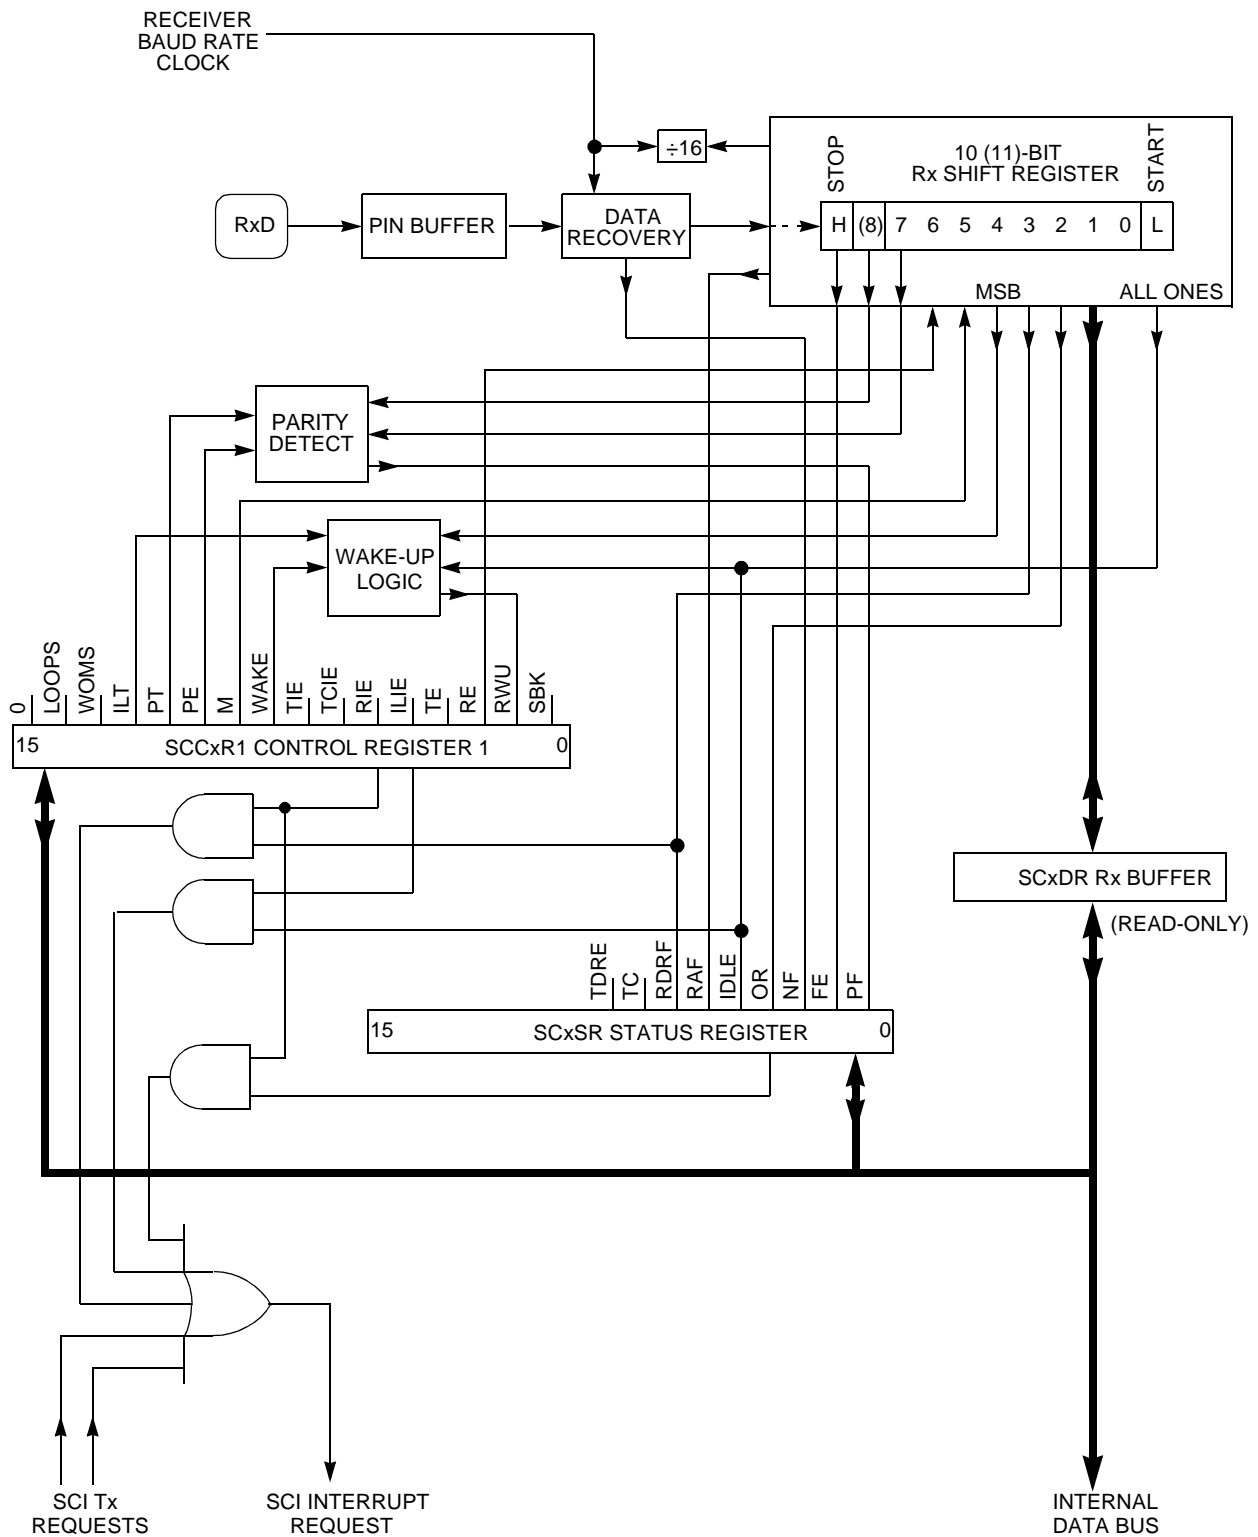 RECEIVER
BAUD RATE
CLOCK
÷16
STOP
10 (11)-BIT
Rx SHIFT REGISTER
START
RxD
PIN BUFFER
DATA
RECOVERY
H (8) 7 6 5 4 3 2 1 0 L
MSB
ALL ONES
PARITY
DETECT
WAKE-UP
LOGIC
0
LOOPS
WOMS
ILT
PT
PE
M
WAKE
TIE
TCIE
RIE
ILIE
TE
RE
RWU
SBK
15 SCCxR1 CONTROL REGISTER 1 0
SCxDR Rx BUFFER
(READ-ONLY)
TDRE
TC
RDRF
RAF
IDLE
OR
NF
FE
PF
15 SCxSR STATUS REGISTER 0
SCI Tx
REQUESTS
SCI INTERRUPT
REQUEST
INTERNAL
DATA BUS